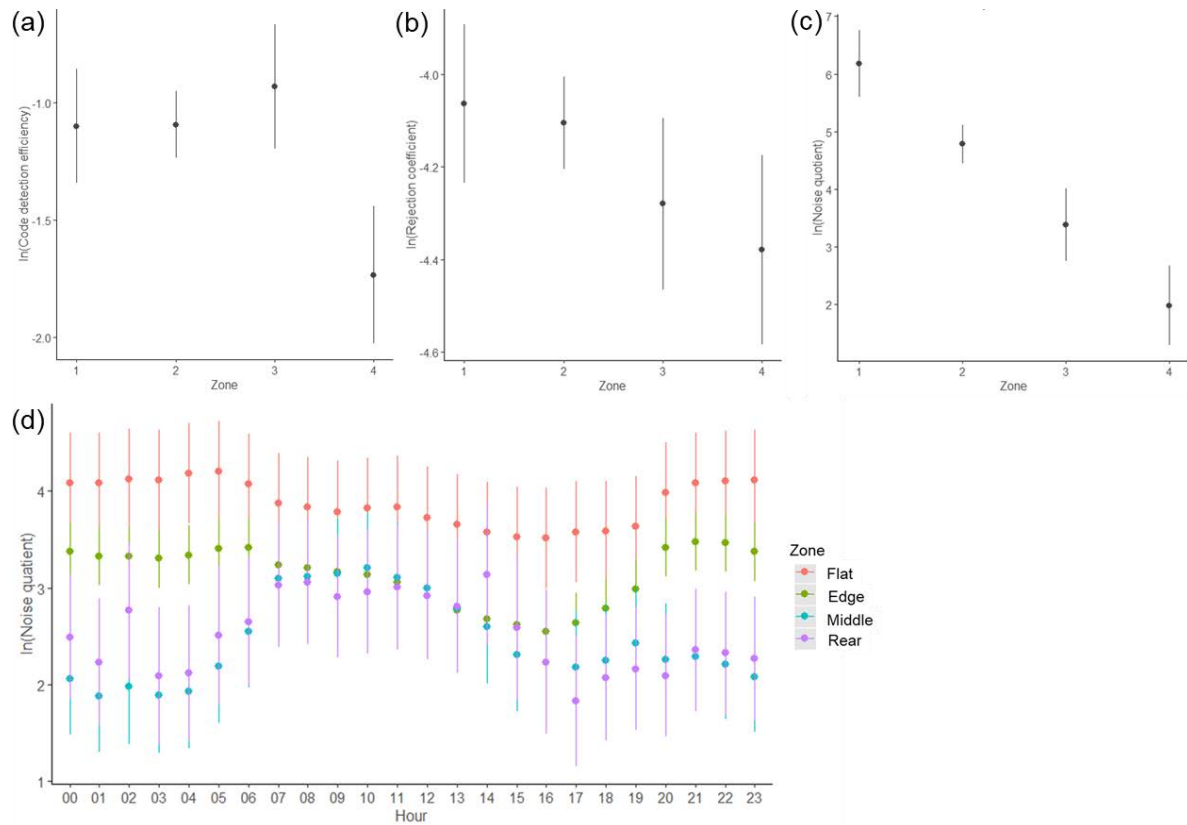 (a)
ln(Code detection efficiency)
-1.0
-1.5
-2.0
1 2 3 4
Zone
(b)
ln(Rejection coefficient)
-4.0
-4.2
-4.4
-4.6
1 2 3 4
Zone
(c)
ln(Noise quotient)
7
6
5
4
3
2
1 2 3 4
Zone
(d)
ln(Noise quatient)
4
3
2
1
00 01 02 03 04 05 06 07 08 09 10 11 12 13 14 15 16 17 18 19 20 21 22 23
Hour
Zone
Flat
Edge
Middle
Rear